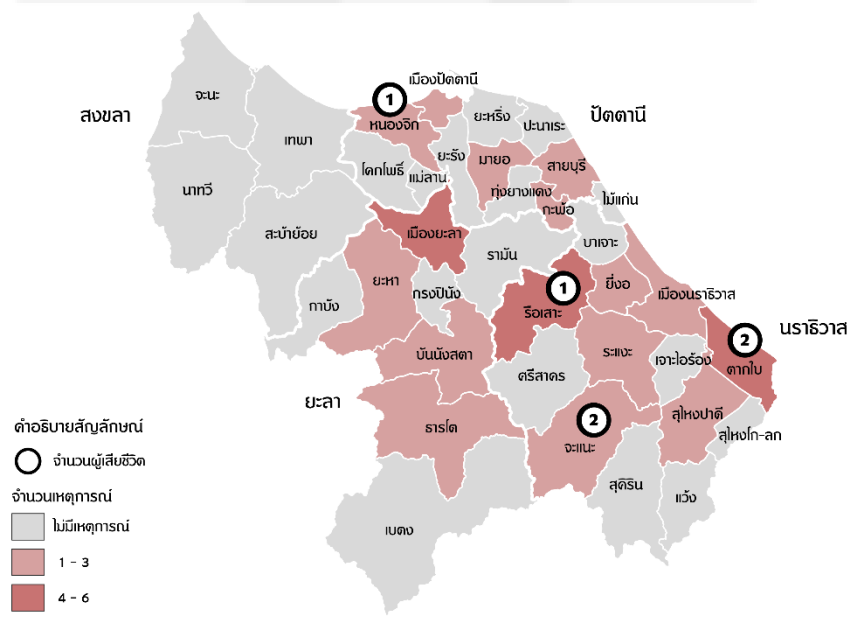 เมืองปัตตานี
จะนะ
1
สงขลา
ยะหริ่ง
ปัตตานี
ปะนาเระ
หนองจิก
เทพา
ยะรัง
มายอ
สายบุรี
โคกโพธิ์
แม่ลาน
นาทวี
ทุ่งยางแดง
ไม้แก่น
กะพ้อ
สะบ้าย้อย
เมืองยะลา
บาเจาะ
รามัน
ยะหา
ยี่งอ
กรงปินัง
1
เมืองนราธิวาส
กาบัง
รือเสาะ
นราธิวาส
2
บันนังสตา
ระแงะ
เจาะไอร้อง
ตากใบ
ศรีสาคร
ยะลา
สุไหงปาดี
ธารโต
2
สุไหงโก-ลก
จะแนะ
สุคิริน
แว้ง
เบตง
คำอธิบายสัญลักษณ์
จำนวนผู้เสียชีวิต
จำนวนเหตุการณ์
ไม่มีเหตุการณ์
1 - 3
4 - 6